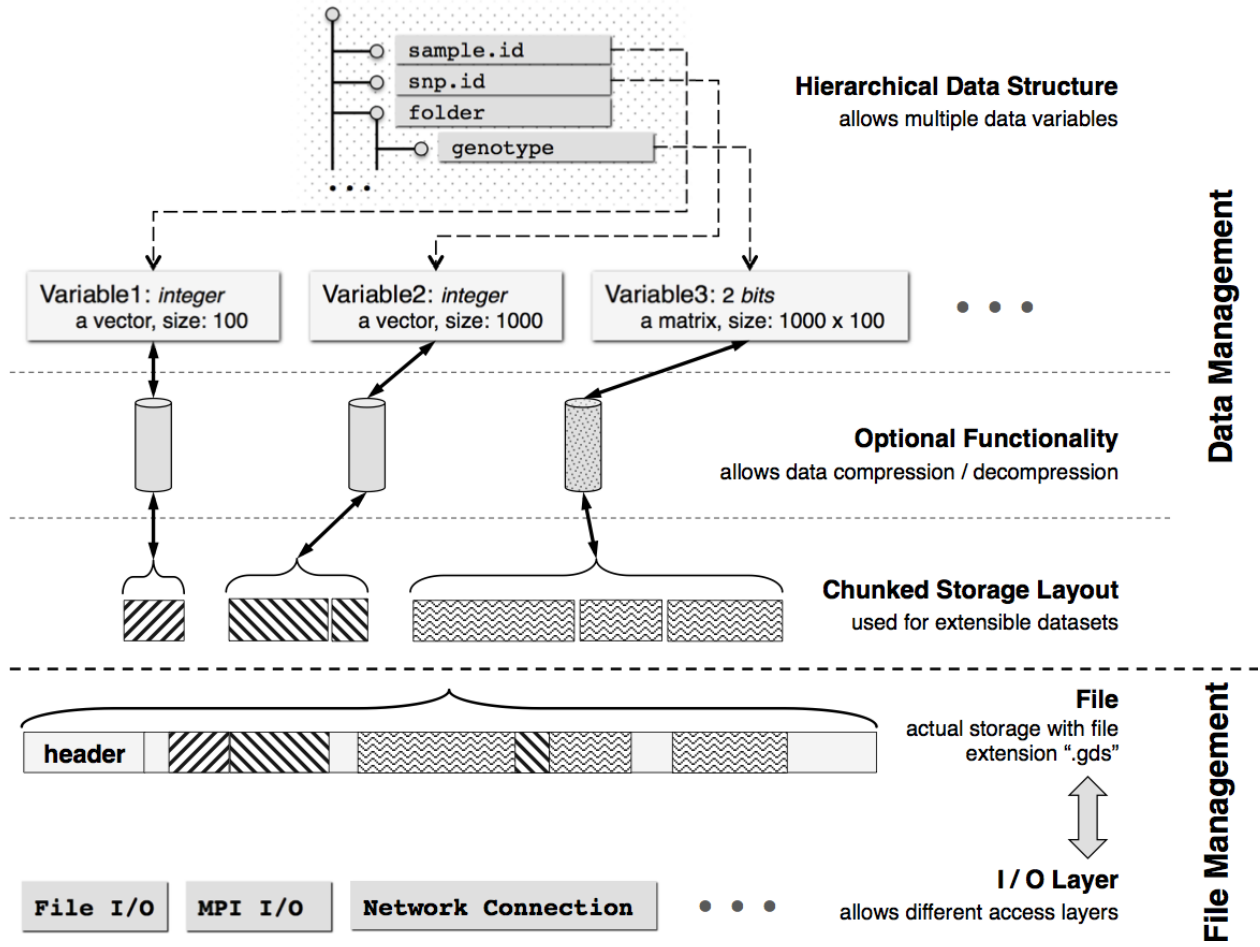 sample.id
snp.id
folder
genotype
...
Hierarchical Data Structure
allows multiple data variables
Variable1: integer
a vector, size: 100
Variable2: integer
a vector, size: 1000
Variable3: 2 bits
a matrix, size: 1000 x 100
Optional Functionality
allows data compression / decompression
Chunked Storage Layout
used for extensible datasets
Data Management
header
File
actual storage with file
extension “.gds”
I / O Layer
allows different access layers
File I/O
MPI I/O
Network Connection
File Management